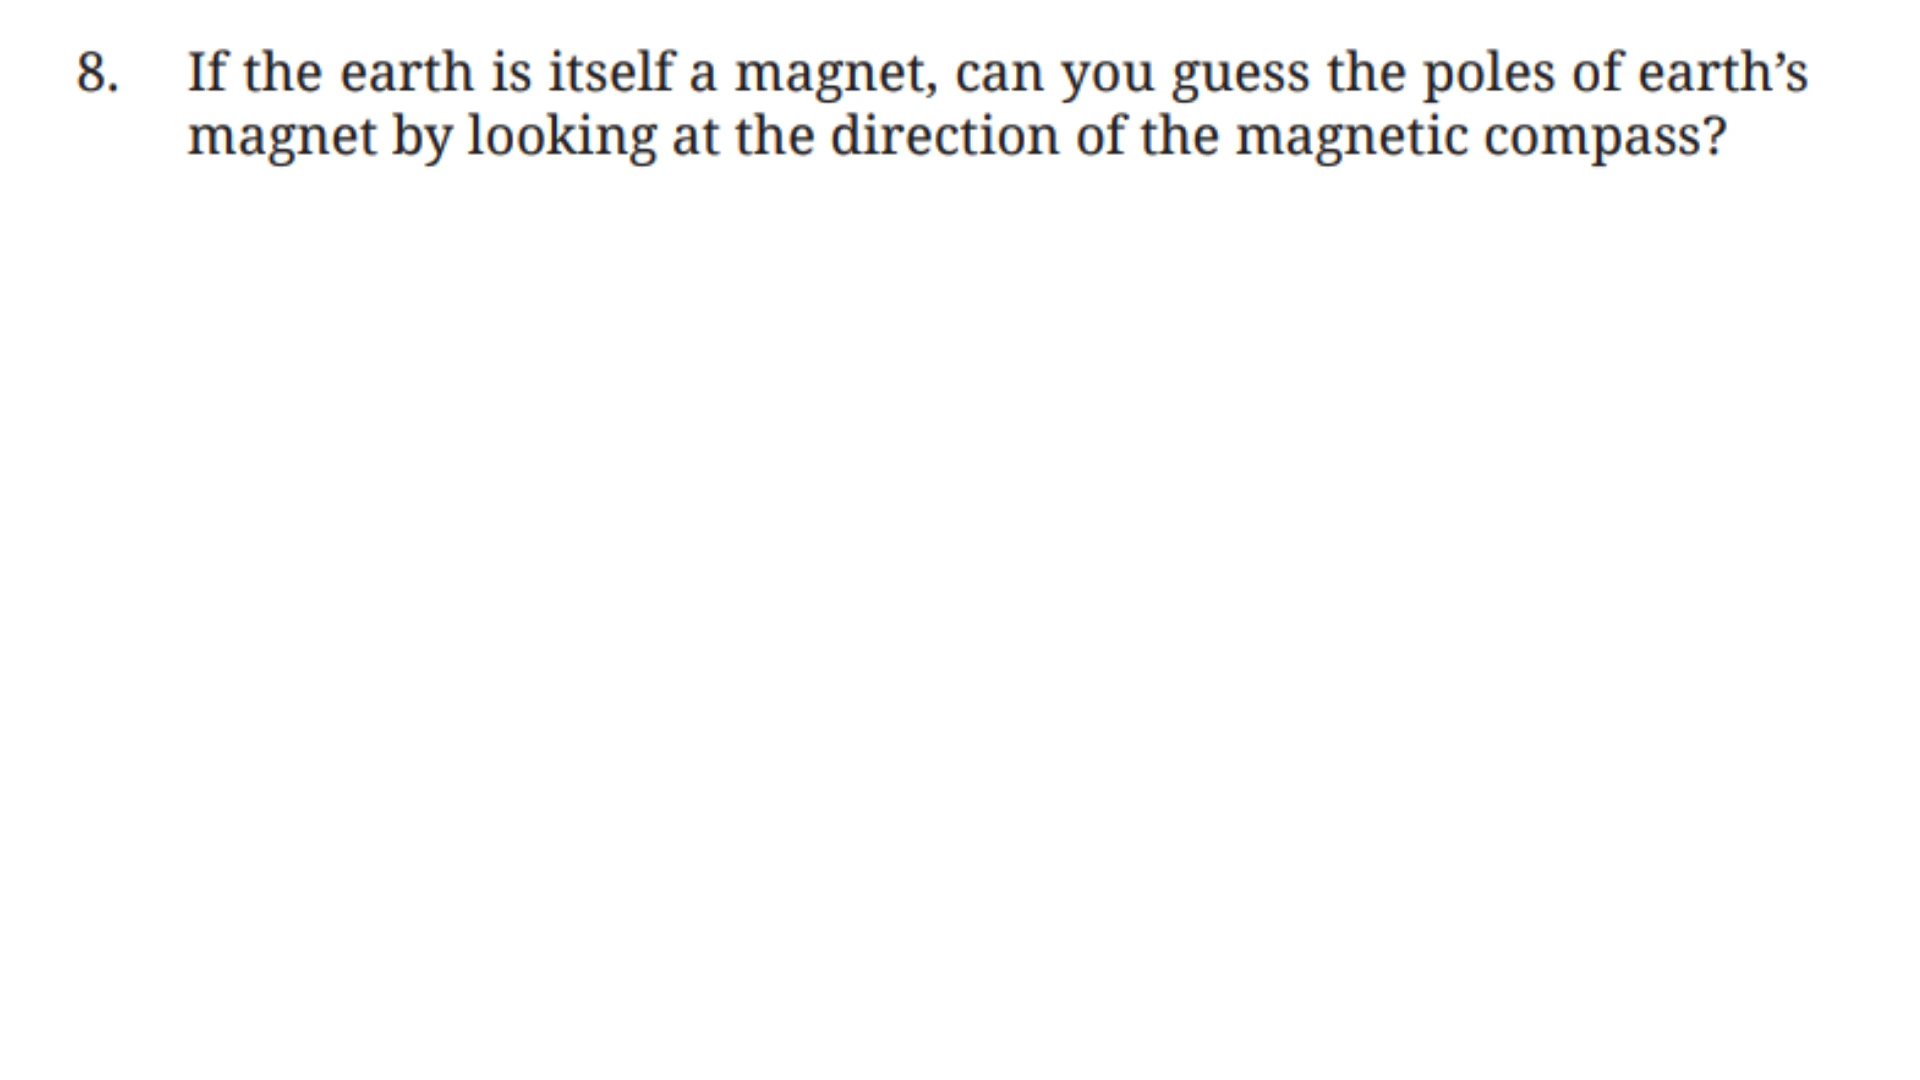 8. If the earth is itself a magnet, can you guess the poles of earth’s
magnet by looking at the direction of the magnetic compass?